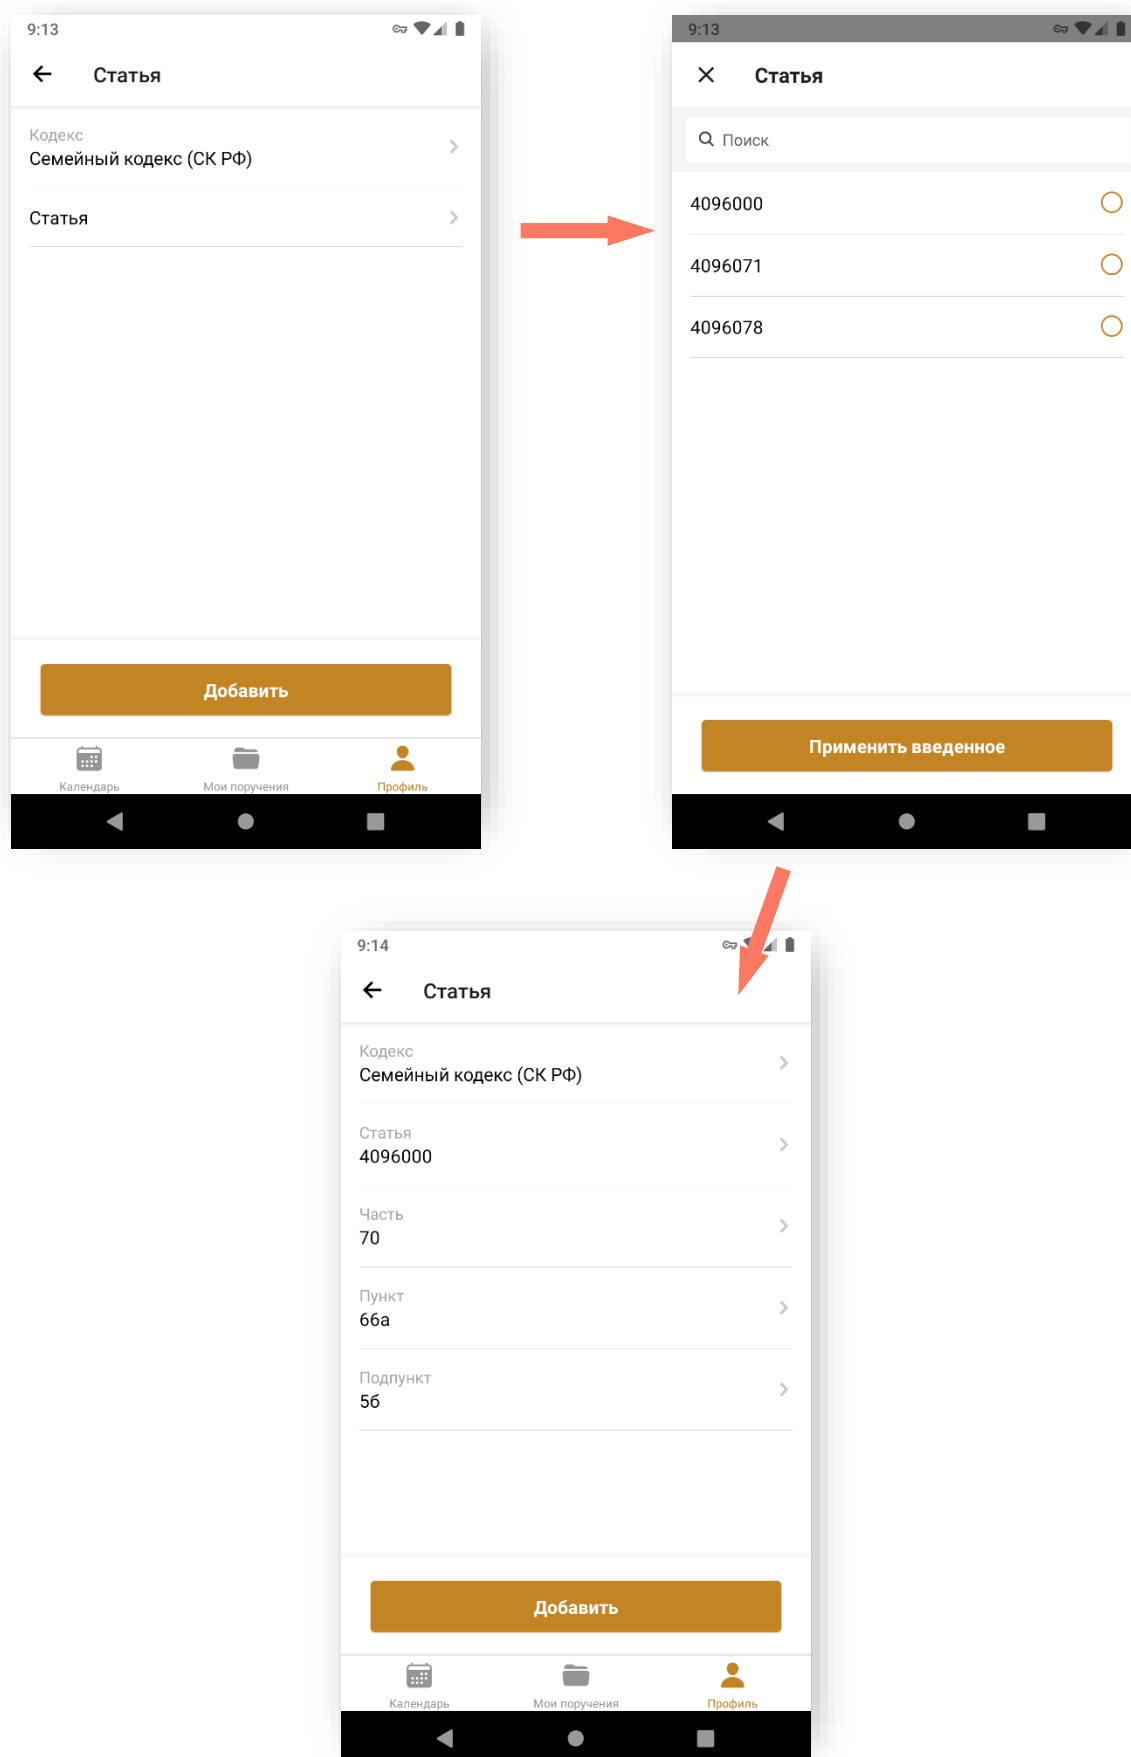 9:13
Статья
Кодекс
Семейный кодекс (СК РФ)
Статья
Добавить
Календарь
Мои поручения
Профиль
9:13
Статья
Поиск
4096000
4096071
4096078
Применить введенное
9:14
Статья
Кодекс
Семейный кодекс (СК РФ)
Статья
4096000
Часть
70
Пункт
66а
Подпункт
5б
Добавить
Календарь
Мои поручения
Профиль